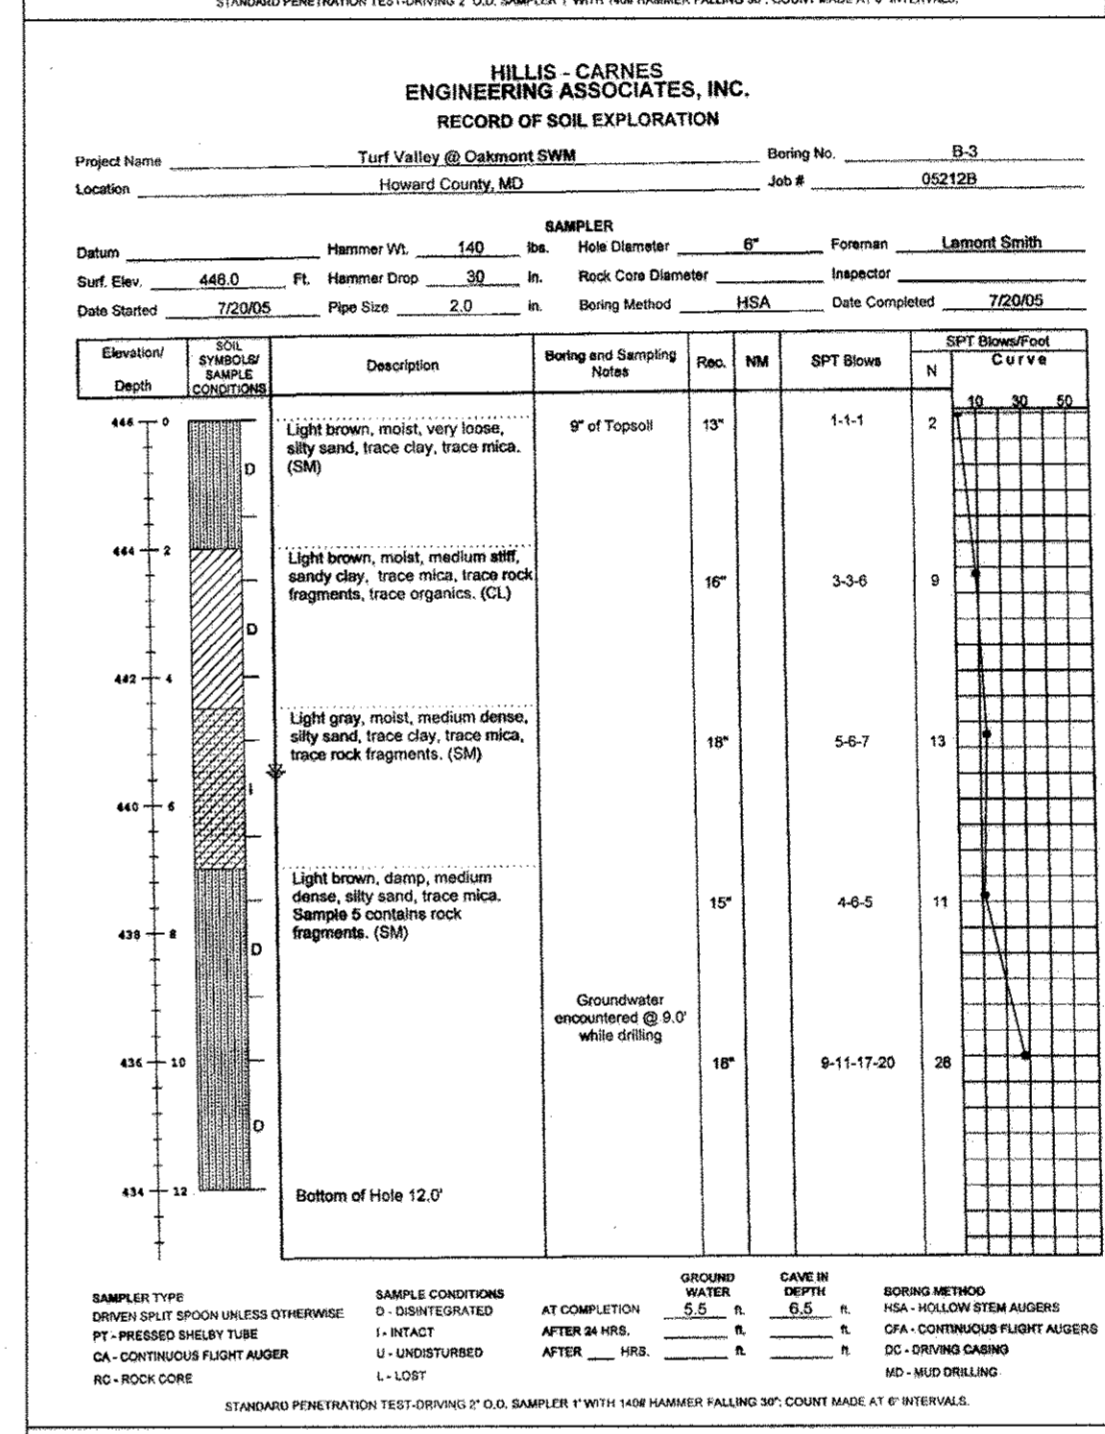 STANDARD PENETRATION TEST-DRIVING 2" O.D. SAMPLER 1' WITH 140# HAMMER FALLING 30"; COUNT MADE AT 6" INTERVALS.
HILLIS - CARNES
ENGINEERING ASSOCIATES, INC.
RECORD OF SOIL EXPLORATION
Project Name Turf Valley @ Oakmont SWM Boring No. B-3
Location Howard County, MD Job # 05212B
SAMPLER
Datum Hammer Wt. 140 lbs. Hole Diameter 6" Foreman Lamont Smith
Surf. Elev. 446.0 Ft. Hammer Drop 30 in. Rock Core Diameter Inspector
Date Started 7/20/05 Pipe Size 2.0 in. Boring Method HSA Date Completed 7/20/05
Elevation/ Depth
SOIL SYMBOLS/ SAMPLE CONDITIONS
Description
Boring and Sampling Notes
Rec.
NM
SPT Blows
SPT Blows/Foot
N
Curve
10 30 50
446 0
Light brown, moist, very loose,
silty sand, trace clay, trace mica.
(SM)
9" of Topsoil 13" 1-1-1 2
D
444 2
Light brown, moist, medium stiff,
sandy clay, trace mica, trace rock
fragments, trace organics. (CL)
16" 3-3-6 9
D
442 4
Light gray, moist, medium dense,
silty sand, trace clay, trace mica,
trace rock fragments. (SM)
18" 5-6-7 13
I
440 6
Light brown, damp, medium
dense, silty sand, trace mica.
Sample 5 contains rock
fragments. (SM)
15" 4-6-5 11
438 8
D
Groundwater
encountered @ 9.0'
while drilling
436 10
18" 9-11-17-20 28
D
434 12
Bottom of Hole 12.0'
SAMPLER TYPE
DRIVEN SPLIT SPOON UNLESS OTHERWISE
PT - PRESSED SHELBY TUBE
CA - CONTINUOUS FLIGHT AUGER
RC - ROCK CORE
SAMPLE CONDITIONS
D - DISINTEGRATED
I - INTACT
U - UNDISTURBED
L - LOST
GROUND WATER CAVE IN DEPTH
AT COMPLETION 5.5 ft. 6.5 ft.
AFTER 24 HRS. ft. ft.
AFTER HRS. ft. ft.
BORING METHOD
HSA - HOLLOW STEM AUGERS
CFA - CONTINUOUS FLIGHT AUGERS
DC - DRIVING CASING
MD - MUD DRILLING
STANDARD PENETRATION TEST-DRIVING 2" O.D. SAMPLER 1' WITH 140# HAMMER FALLING 30"; COUNT MADE AT 6" INTERVALS.